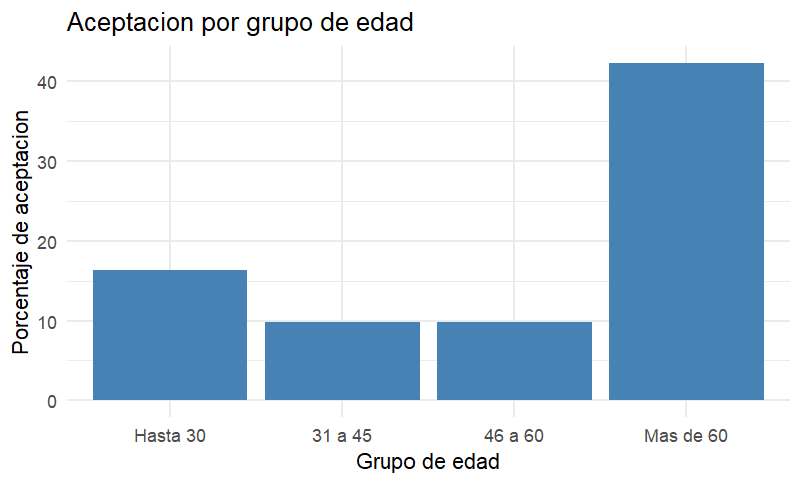 Aceptacion por grupo de edad
Porcentaje de aceptacion
40
30
20
10
0
Hasta 30
31 a 45
46 a 60
Mas de 60
Grupo de edad